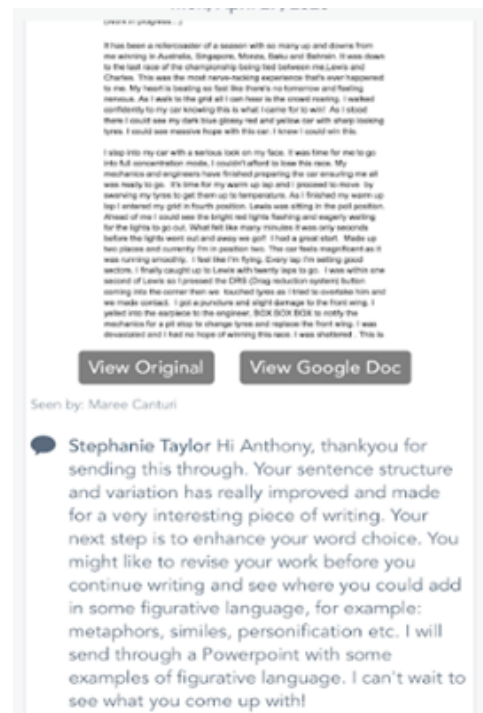 (Work in progress...)
It has been a rollercoaster of a season with so many up and downs from
me winning in Australia, Singapore, Monza, Baku and Bahrain. It was down
to the last race of the championship being tied between me,Lewis and
Charles. This was the most nerve-racking experience that's ever happened
to me. My heart is beating so fast like there's no tomorrow and feeling
nervous. As I walk to the grid all I can hear is the crowd roaring. I walked
confidently to my car knowing this is what I came for to win! As I stood
there I could see my dark blue glossy red and yellow car with sharp looking
tyres. I could see massive hope with this car. I knew I could win this.
I step into my car with a serious look on my face. It was time for me to go
into full concentration mode, I couldn't afford to lose this race. My
mechanics and engineers have finished preparing the car ensuring me all
was ready to go. It's time for my warm up lap and I proceed to move by
swerving my tyres to get them up to temperature. As I finished my warm up
lap I entered my grid in fourth position. Lewis was sitting in the poll position.
Ahead of me I could see the bright red lights flashing and eagerly waiting
for the lights to go out. What felt like many minutes it was only seconds
before the lights went out and away we go!! I had a great start. Made up
two places and currently I'm in position two. The car feels magnificent as it
was running smoothly. I feel like I'm flying. Every lap I'm setting good
sectors. I finally caught up to Lewis with twenty laps to go. I was within one
second of Lewis so I pressed the DRS (Drag reduction system) button
coming into the corner then we touched tyres as I tried to overtake him and
we made contact. I got a puncture and slight damage to the front wing. I
yelled into the earpiece to the engineer, BOX BOX BOX to notify the
mechanics for a pit stop to change tyres and replace the front wing. I was
devastated and I had no hope of winning this race. I was shattered . This is
View Original View Google Doc
Seen by: Maree Canturi
Stephanie Taylor Hi Anthony, thankyou for
sending this through. Your sentence structure
and variation has really improved and made
for a very interesting piece of writing. Your
next step is to enhance your word choice. You
might like to revise your work before you
continue writing and see where you could add
in some figurative language, for example:
metaphors, similes, personification etc. I will
send through a Powerpoint with some
examples of figurative language. I can't wait to
see what you come up with!